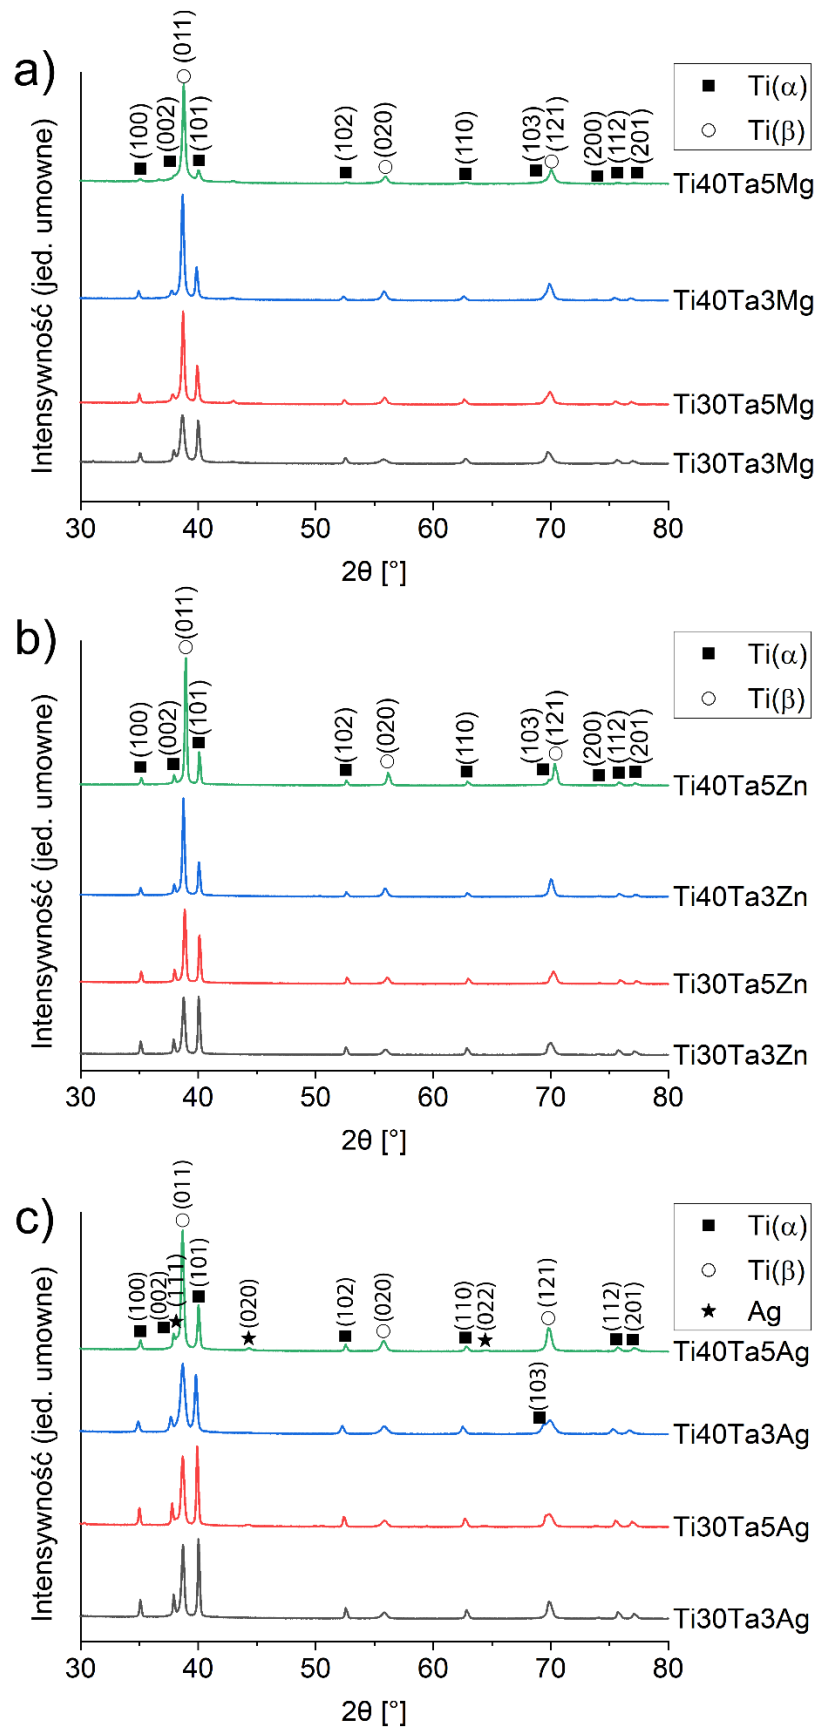 a)
Intensywność (jed. umowne)
(100)
(002)
(011)
(101)
(102)
(020)
(110)
(103)
(121)
(200)
(112)
(201)
Ti(α)
Ti(β)
Ti40Ta5Mg
Ti40Ta3Mg
Ti30Ta5Mg
Ti30Ta3Mg
30 40 50 60 70 80
2θ [°]
b)
Intensywność (jed. umowne)
(100)
(002)
(011)
(101)
(102)
(020)
(110)
(103)
(121)
(200)
(112)
(201)
Ti(α)
Ti(β)
Ti40Ta5Zn
Ti40Ta3Zn
Ti30Ta5Zn
Ti30Ta3Zn
30 40 50 60 70 80
2θ [°]
c)
Intensywność (jed. umowne)
(100)
(002)
(111)
(011)
(101)
(020)
(102)
(020)
(110)
(022)
(121)
(112)
(201)
(103)
Ti(α)
Ti(β)
Ag
Ti40Ta5Ag
Ti40Ta3Ag
Ti30Ta5Ag
Ti30Ta3Ag
30 40 50 60 70 80
2θ [°]